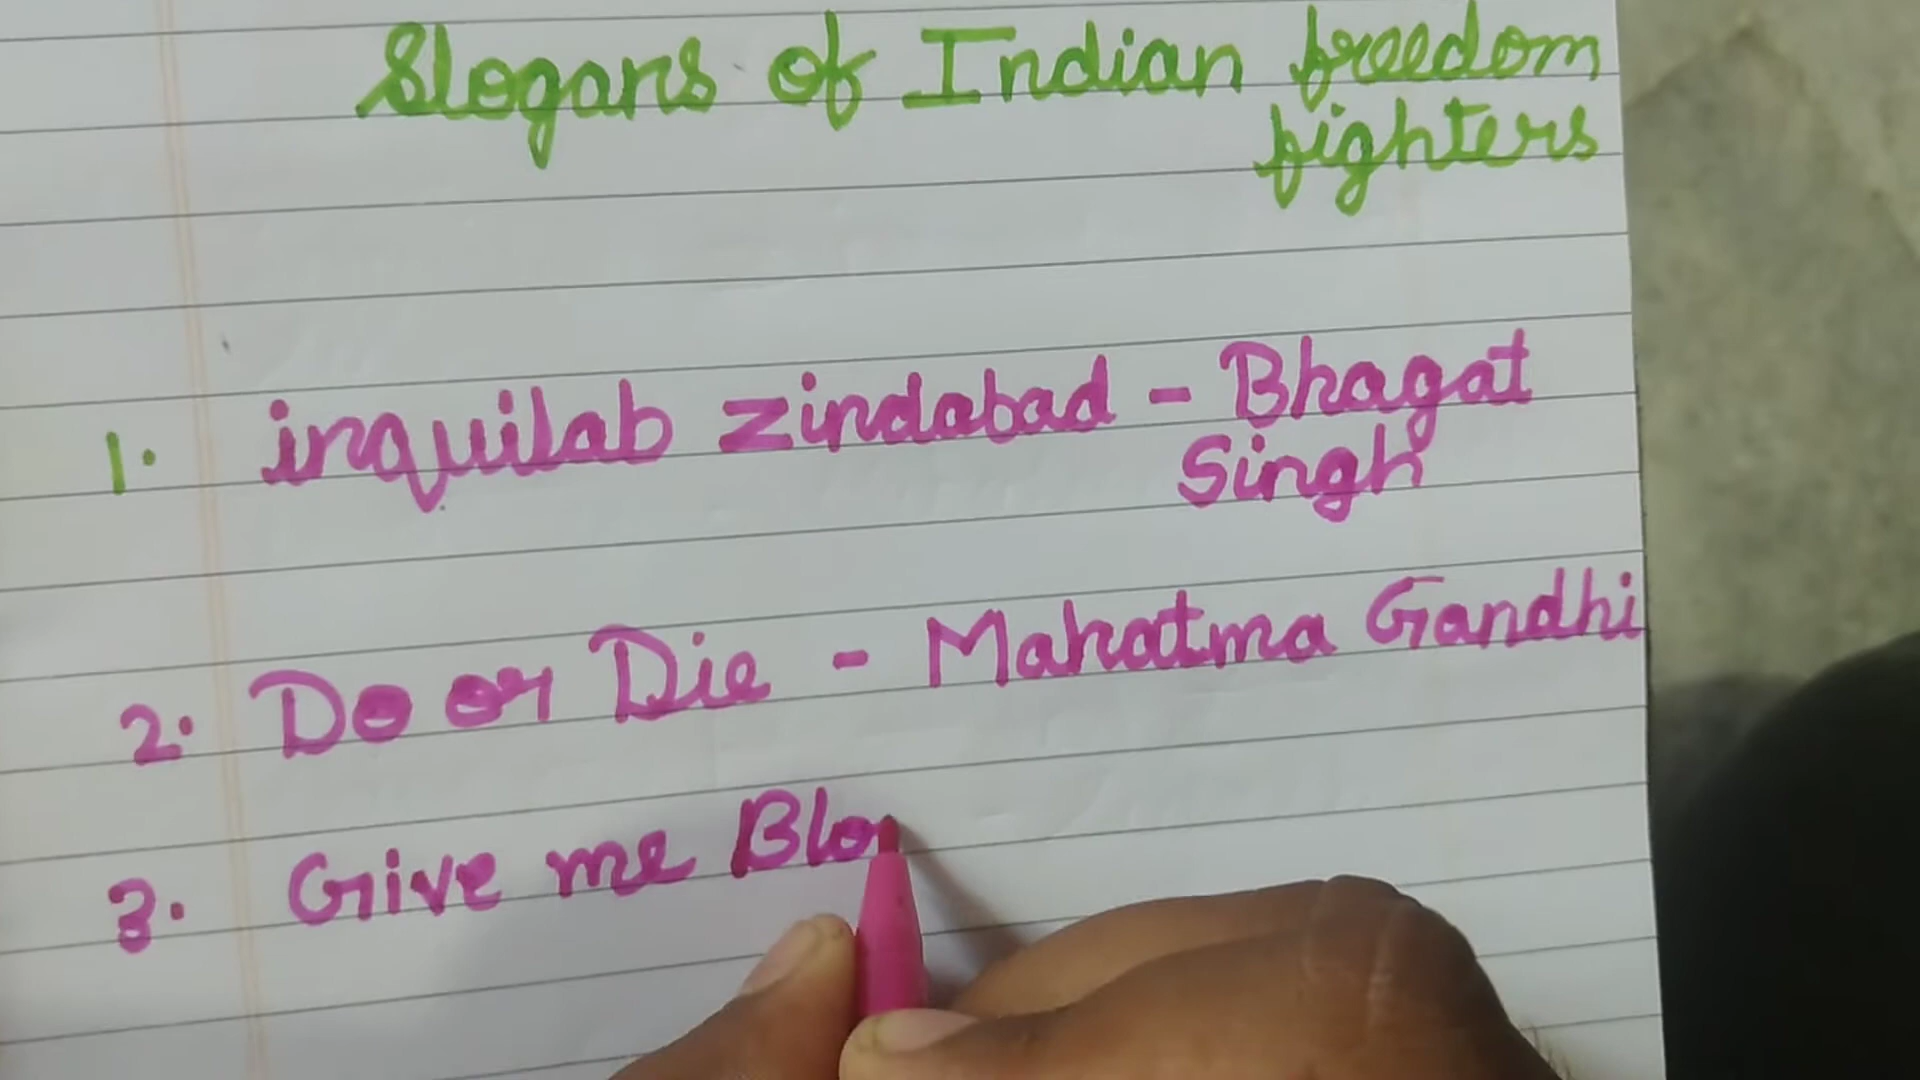 Slogans of Indian freedom
fighters
1. inquilab zindabad - Bhagat
Singh
2. Do or Die - Mahatma Gandhi
3. Give me Blo